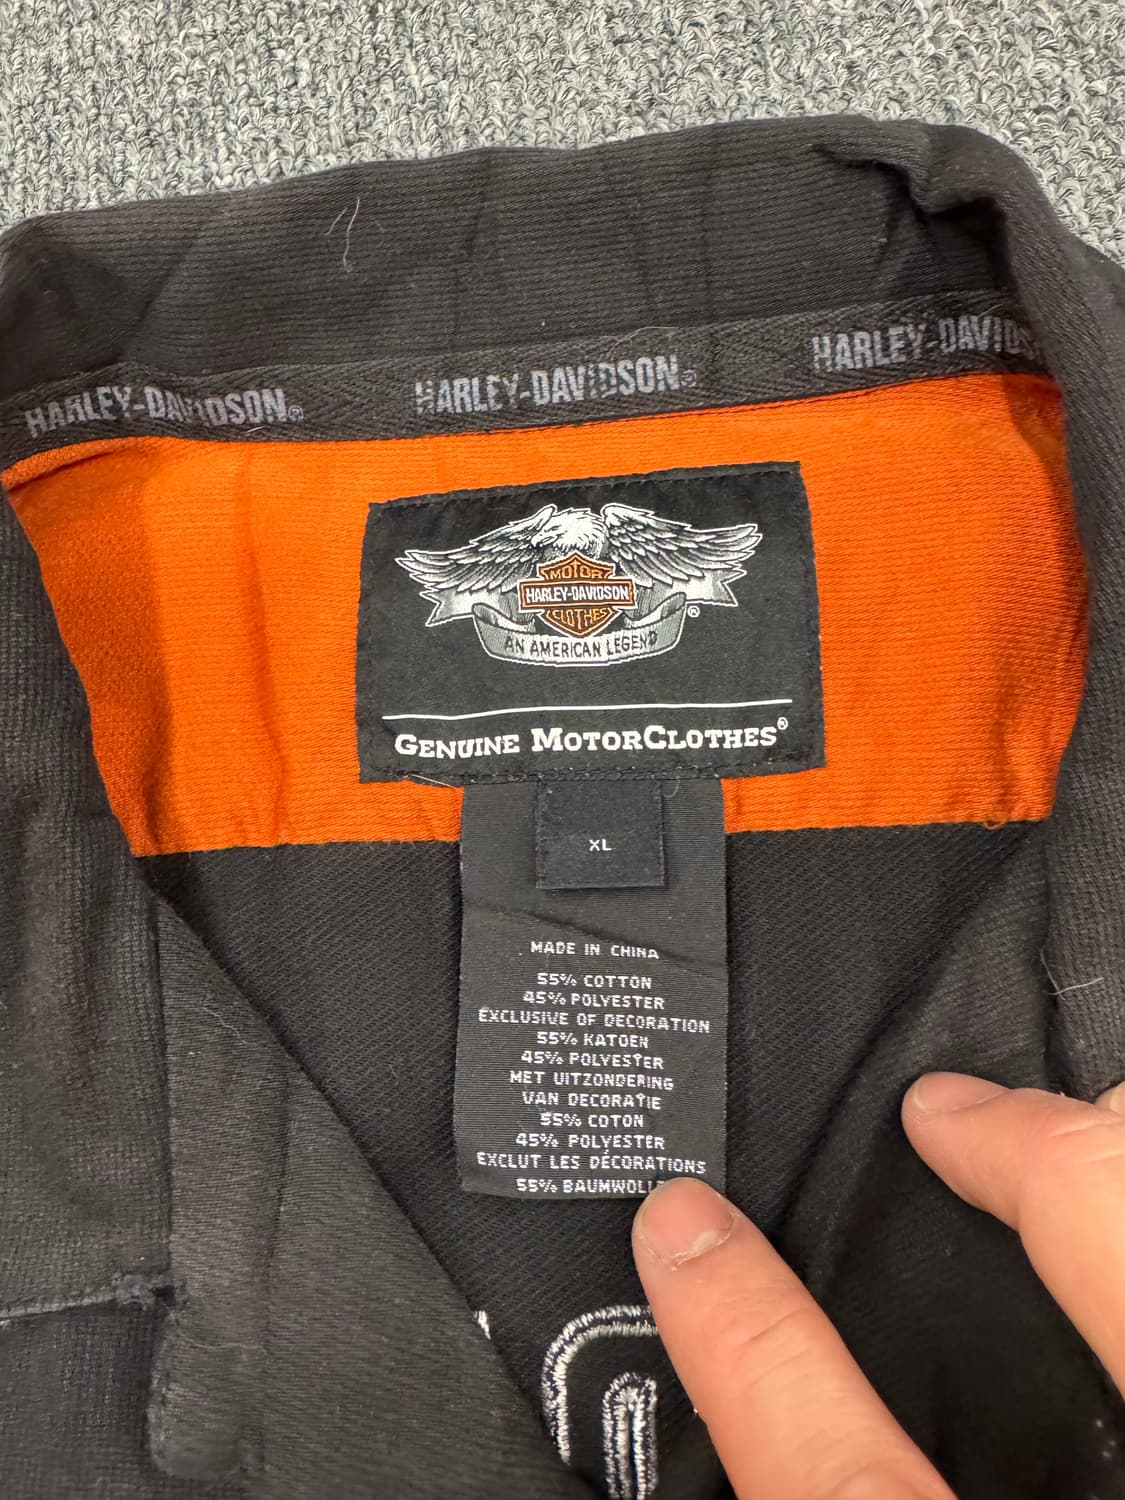 HARLEY-DAVIDSON® HARLEY-DAVIDSON® HARLEY-DAVIDSON
MOTOR
HARLEY-DAVIDSON
CLOTHES
®
AN AMERICAN LEGEND
GENUINE MOTORCLOTHES®
XL
MADE IN CHINA
55% COTTON
45% POLYESTER
EXCLUSIVE OF DECORATION
55% KATOEN
45% POLYESTER
MET UITZONDERING
VAN DECORATIE
55% COTON
45% POLYESTER
EXCLUT LES DÉCORATIONS
55% BAUMWOLLE